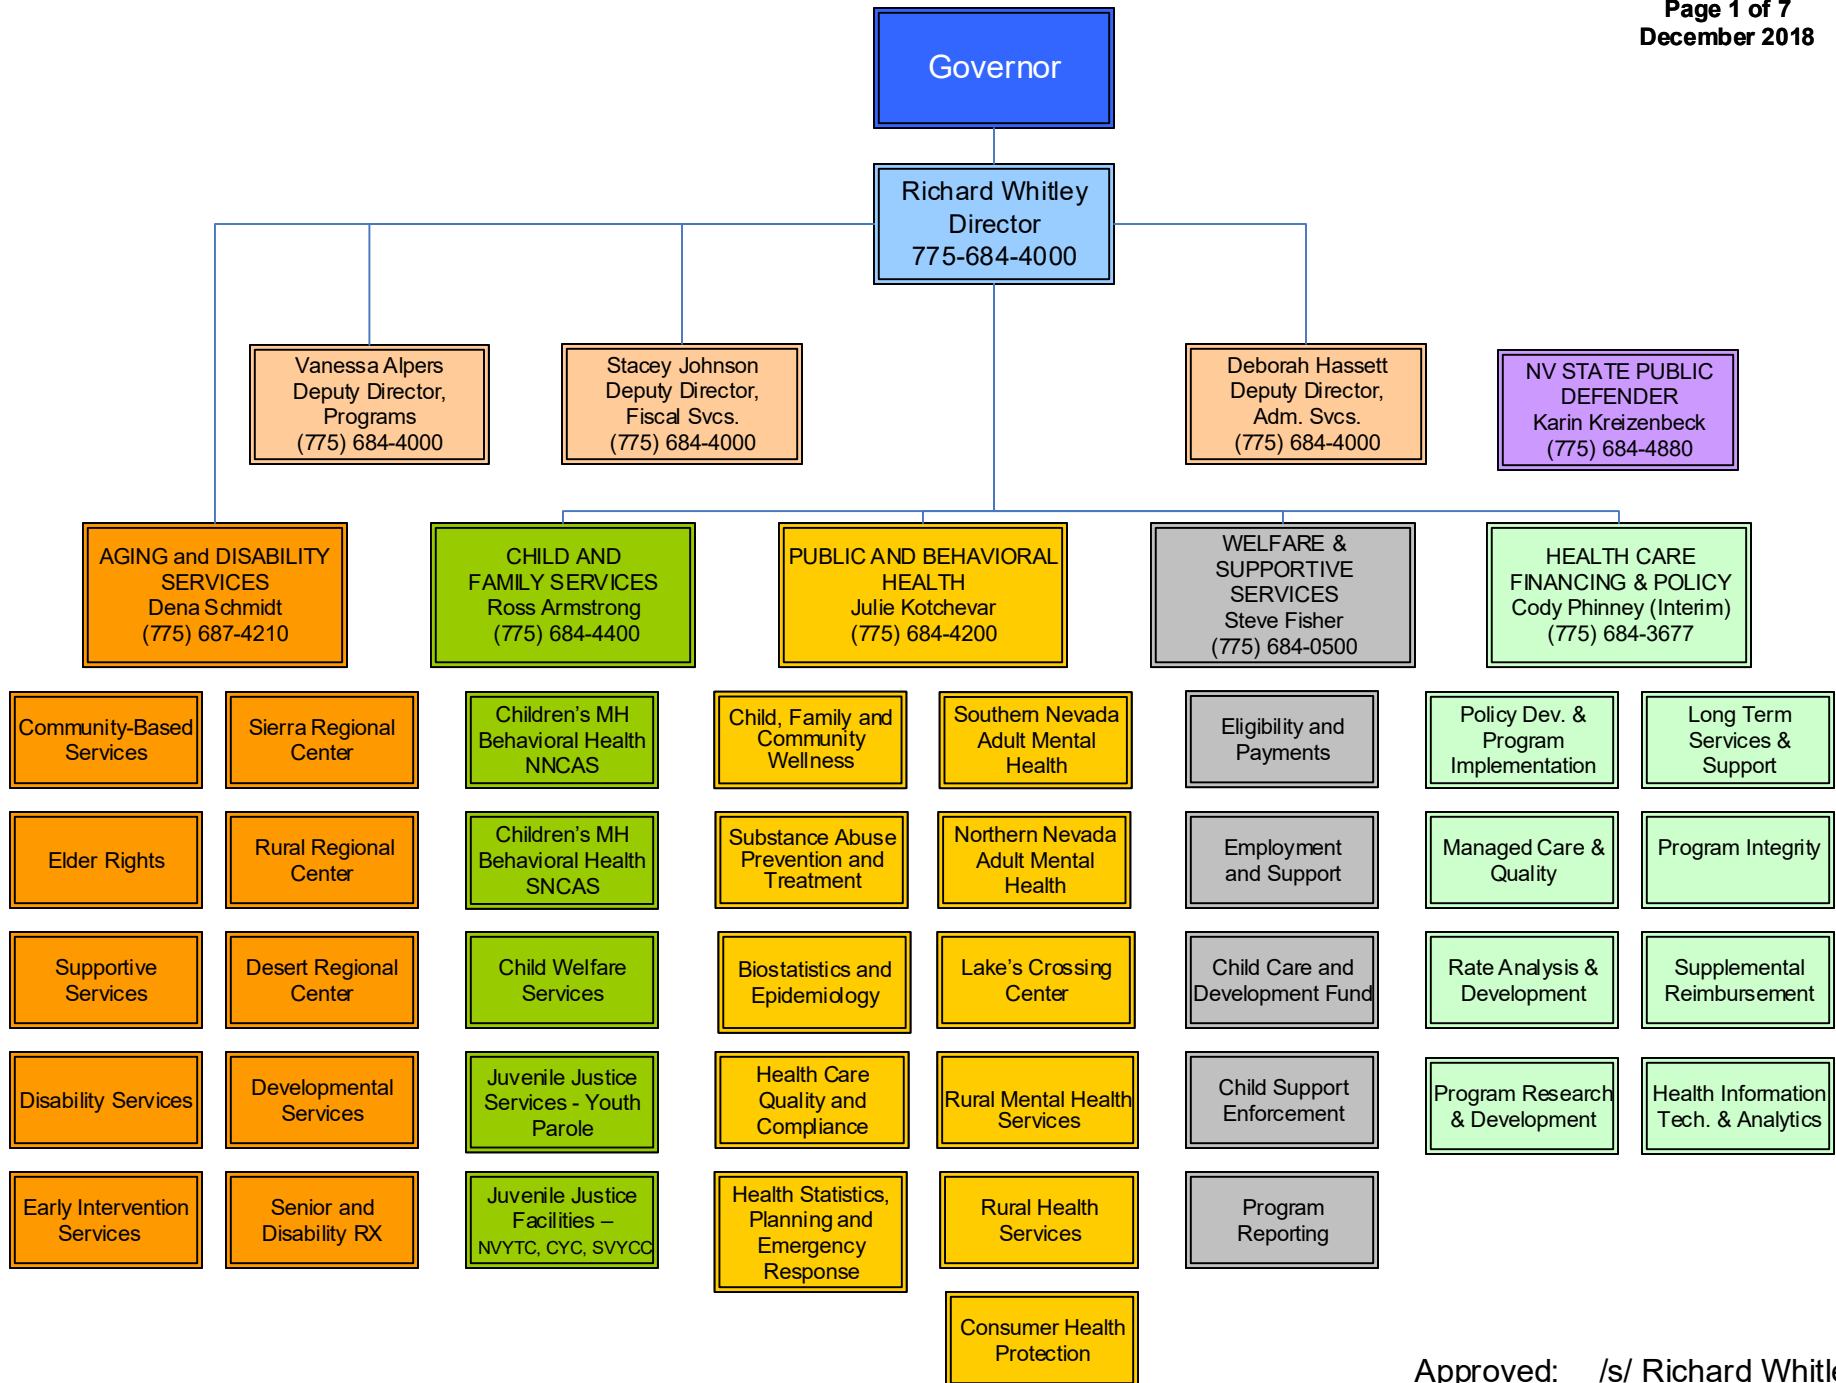 Page 1 of 7
December 2018
Governor
Richard Whitley
Director
775-684-4000
Vanessa Alpers
Deputy Director,
Programs
(775) 684-4000
Stacey Johnson
Deputy Director,
Fiscal Svcs.
(775) 684-4000
Deborah Hassett
Deputy Director,
Adm. Svcs.
(775) 684-4000
NV STATE PUBLIC
DEFENDER
Karin Kreizenbeck
(775) 684-4880
AGING and DISABILITY
SERVICES
Dena Schmidt
(775) 687-4210
CHILD AND
FAMILY SERVICES
Ross Armstrong
(775) 684-4400
PUBLIC AND BEHAVIORAL
HEALTH
Julie Kotchevar
(775) 684-4200
WELFARE &
SUPPORTIVE
SERVICES
Steve Fisher
(775) 684-0500
HEALTH CARE
FINANCING & POLICY
Cody Phinney (Interim)
(775) 684-3677
Community-Based
Services
Sierra Regional
Center
Children's MH
Behavioral Health
NNCAS
Child, Family and
Community
Wellness
Southern Nevada
Adult Mental
Health
Eligibility and
Payments
Policy Dev. &
Program
Implementation
Long Term
Services &
Support
Elder Rights
Rural Regional
Center
Children's MH
Behavioral Health
SNCAS
Substance Abuse
Prevention and
Treatment
Northern Nevada
Adult Mental
Health
Employment
and Support
Managed Care &
Quality
Program Integrity
Supportive
Services
Desert Regional
Center
Child Welfare
Services
Biostatistics and
Epidemiology
Lake's Crossing
Center
Child Care and
Development Fund
Rate Analysis &
Development
Supplemental
Reimbursement
Disability Services
Developmental
Services
Juvenile Justice
Services - Youth
Parole
Health Care
Quality and
Compliance
Rural Mental Health
Services
Child Support
Enforcement
Program Research
& Development
Health Information
Tech. & Analytics
Early Intervention
Services
Senior and
Disability RX
Juvenile Justice
Facilities –
NVYTC, CYC, SVYCC
Health Statistics,
Planning and
Emergency
Response
Rural Health
Services
Program
Reporting
Consumer Health
Protection
Approved: /s/ Richard Whitle